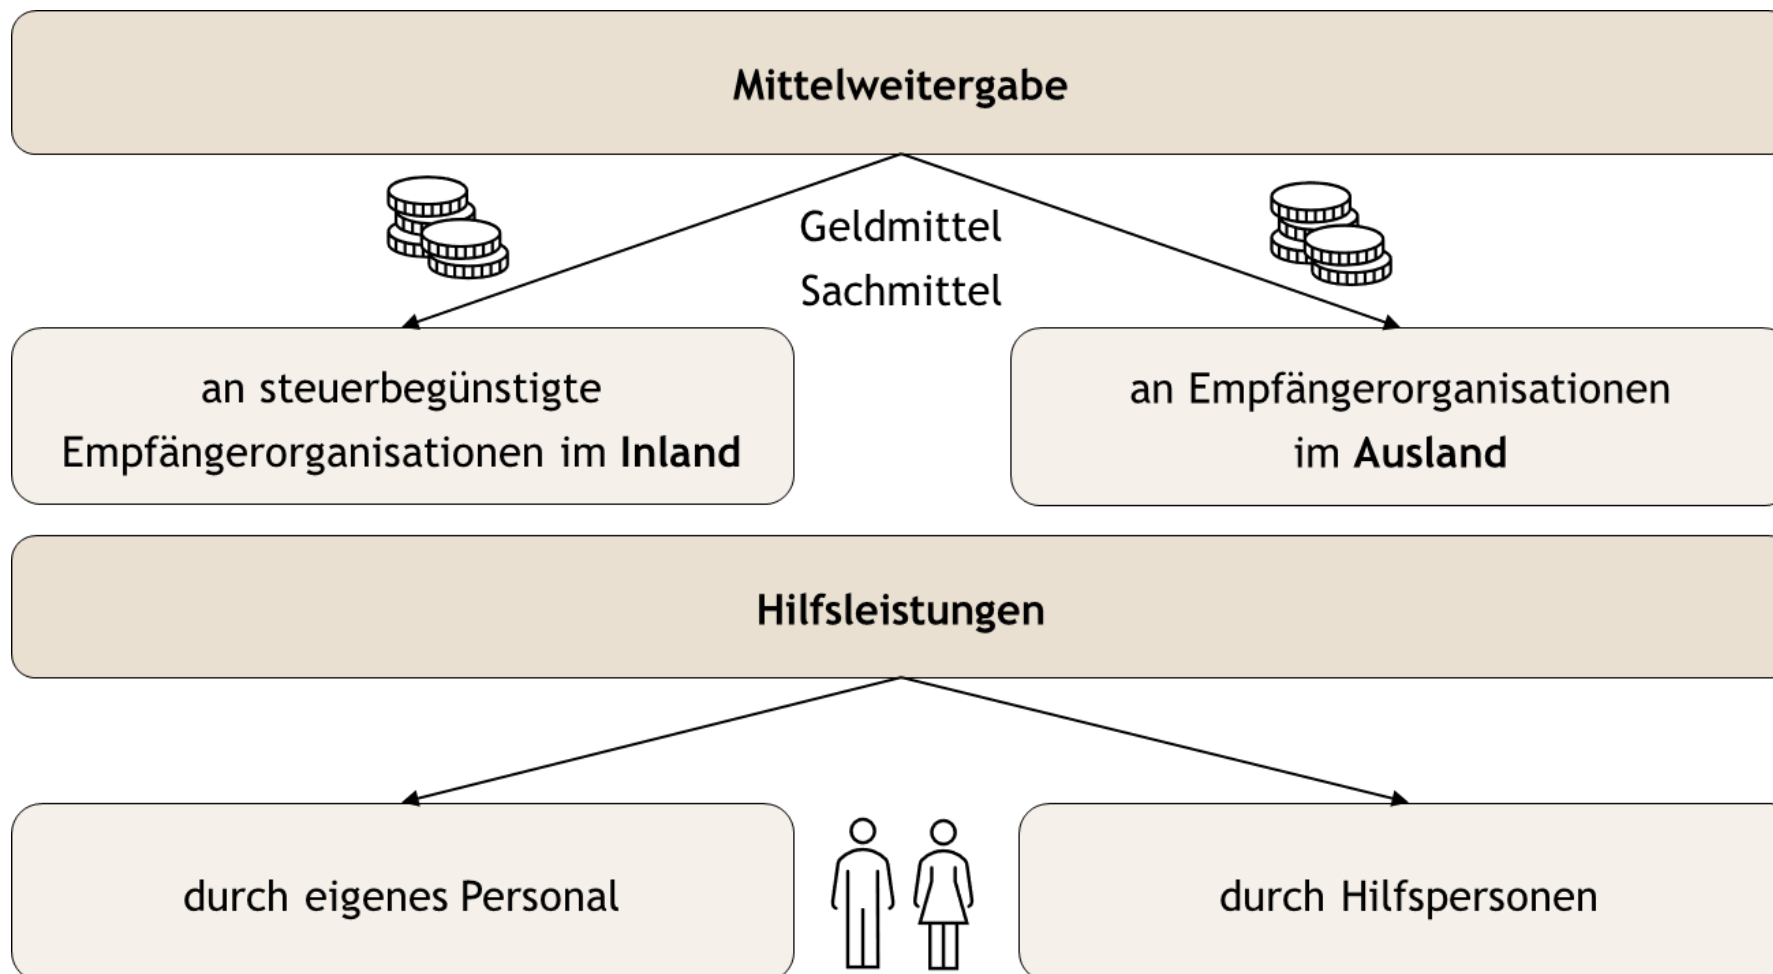 Mittelweitergabe
Geldmittel
Sachmittel
an steuerbegünstigte
Empfängerorganisationen im Inland
an Empfängerorganisationen
im Ausland
Hilfsleistungen
durch eigenes Personal
durch Hilfspersonen